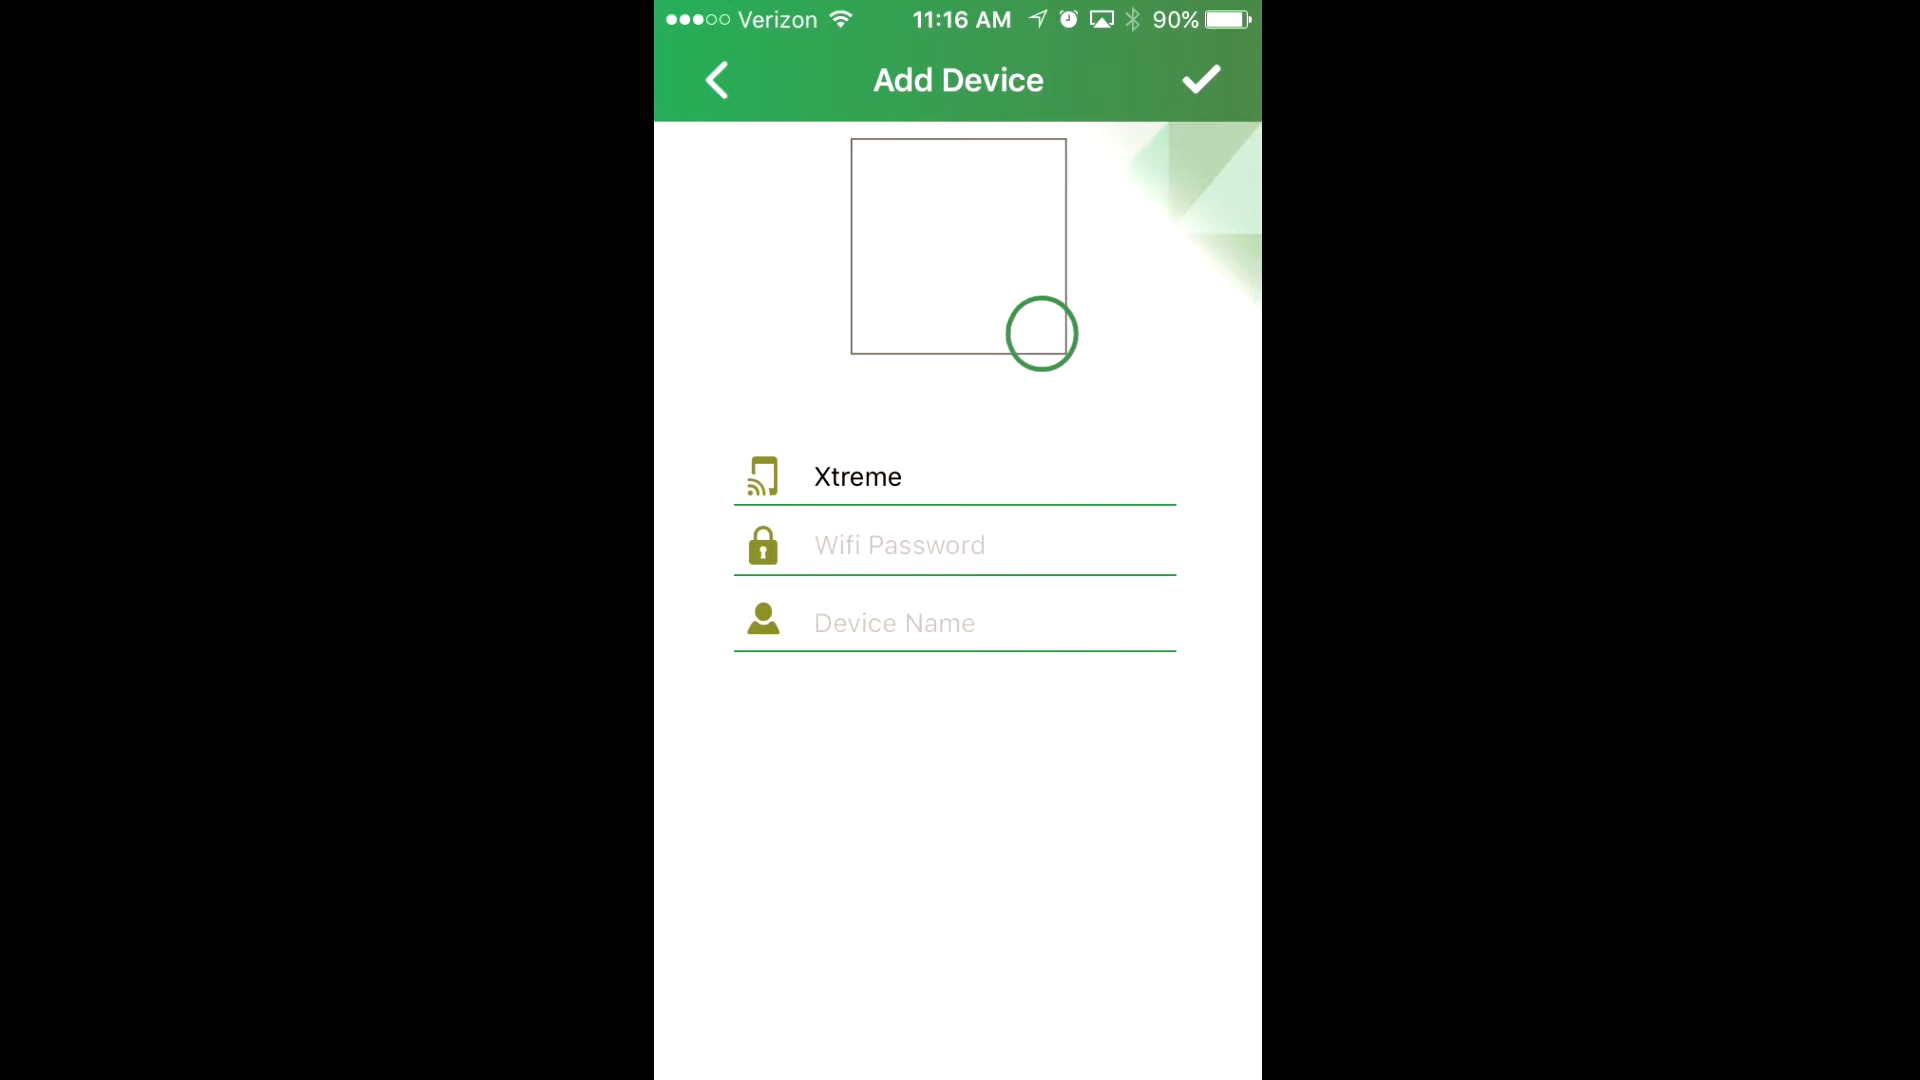 Verizon 11:16 AM 90%
Add Device
Xtreme
Wifi Password
Device Name